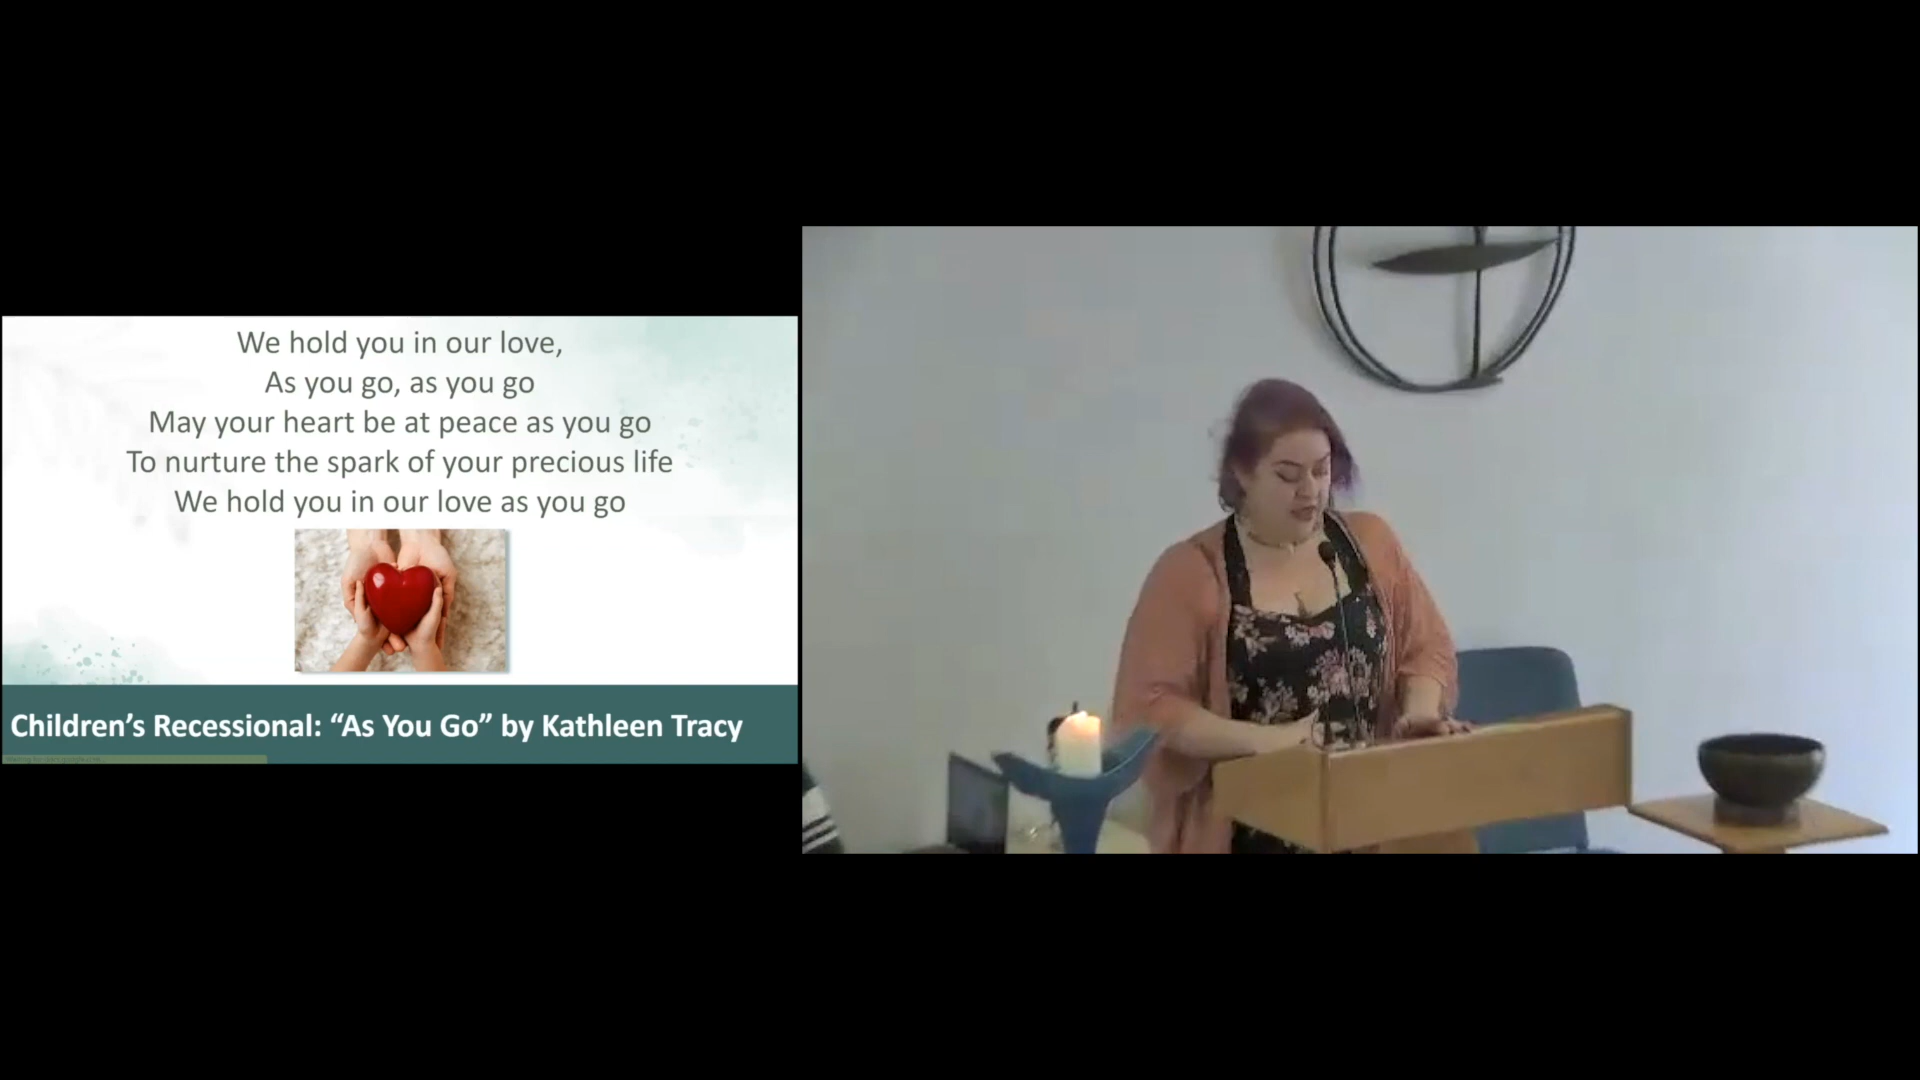 We hold you in our love,
As you go, as you go
May your heart be at peace as you go
To nurture the spark of your precious life
We hold you in our love as you go
Children’s Recessional: “As You Go” by Kathleen Tracy